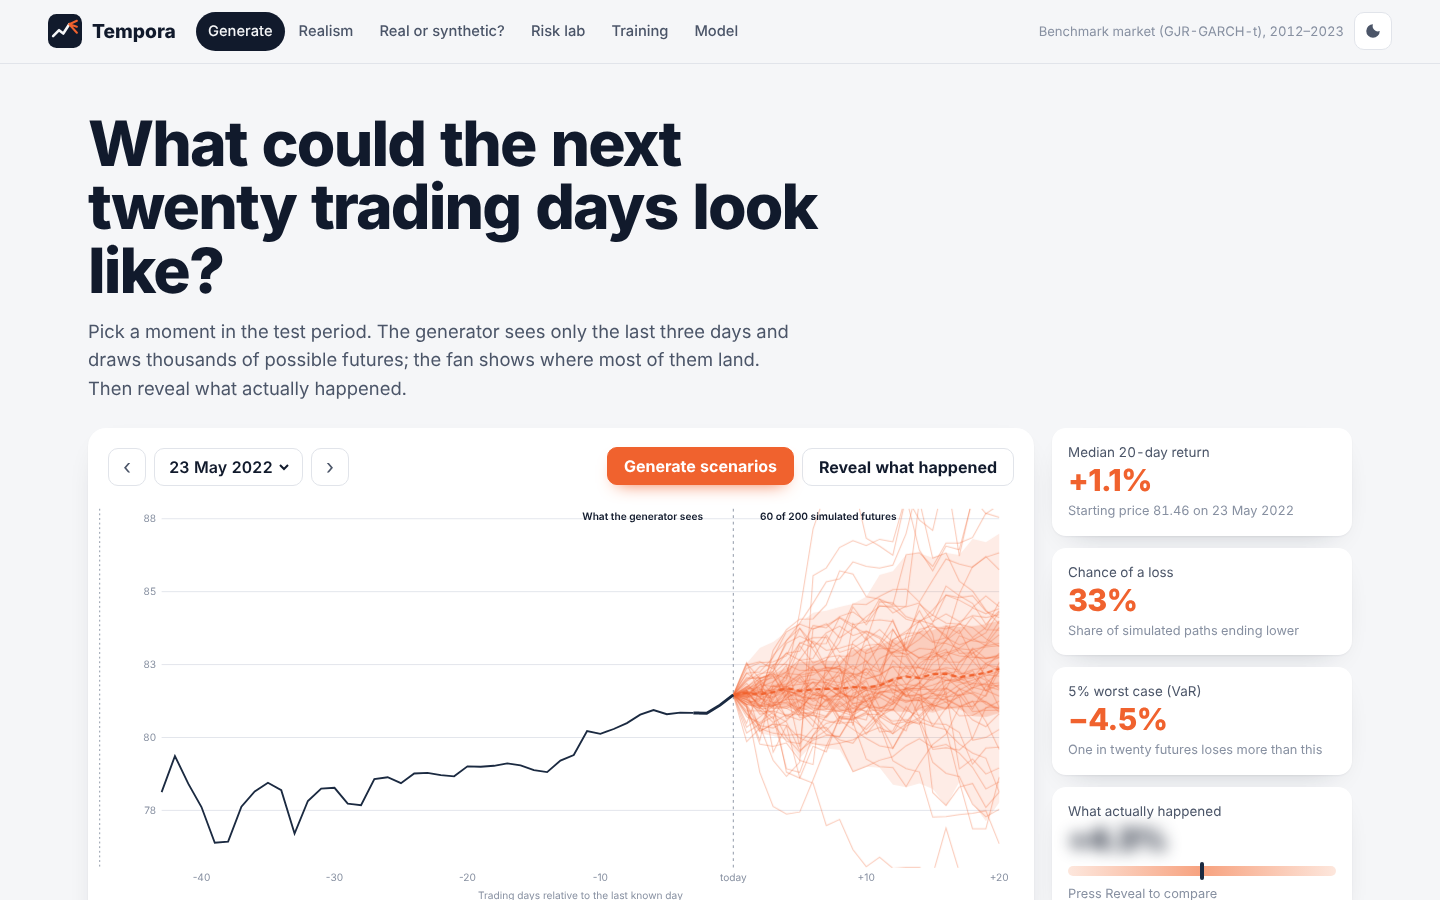 Tempora
Generate
Realism
Real or synthetic?
Risk lab
Training
Model
Benchmark market (GJR-GARCH-t), 2012–2023
What could the next
twenty trading days look
like?
Pick a moment in the test period. The generator sees only the last three days and
draws thousands of possible futures; the fan shows where most of them land.
Then reveal what actually happened.
‹
23 May 2022
›
Generate scenarios
Reveal what happened
What the generator sees
60 of 200 simulated futures
88
85
83
80
78
-40
-30
-20
-10
today
+10
+20
Trading days relative to the last known day
Median 20-day return
+1.1%
Starting price 81.46 on 23 May 2022
Chance of a loss
33%
Share of simulated paths ending lower
5% worst case (VaR)
−4.5%
One in twenty futures loses more than this
What actually happened
Press Reveal to compare